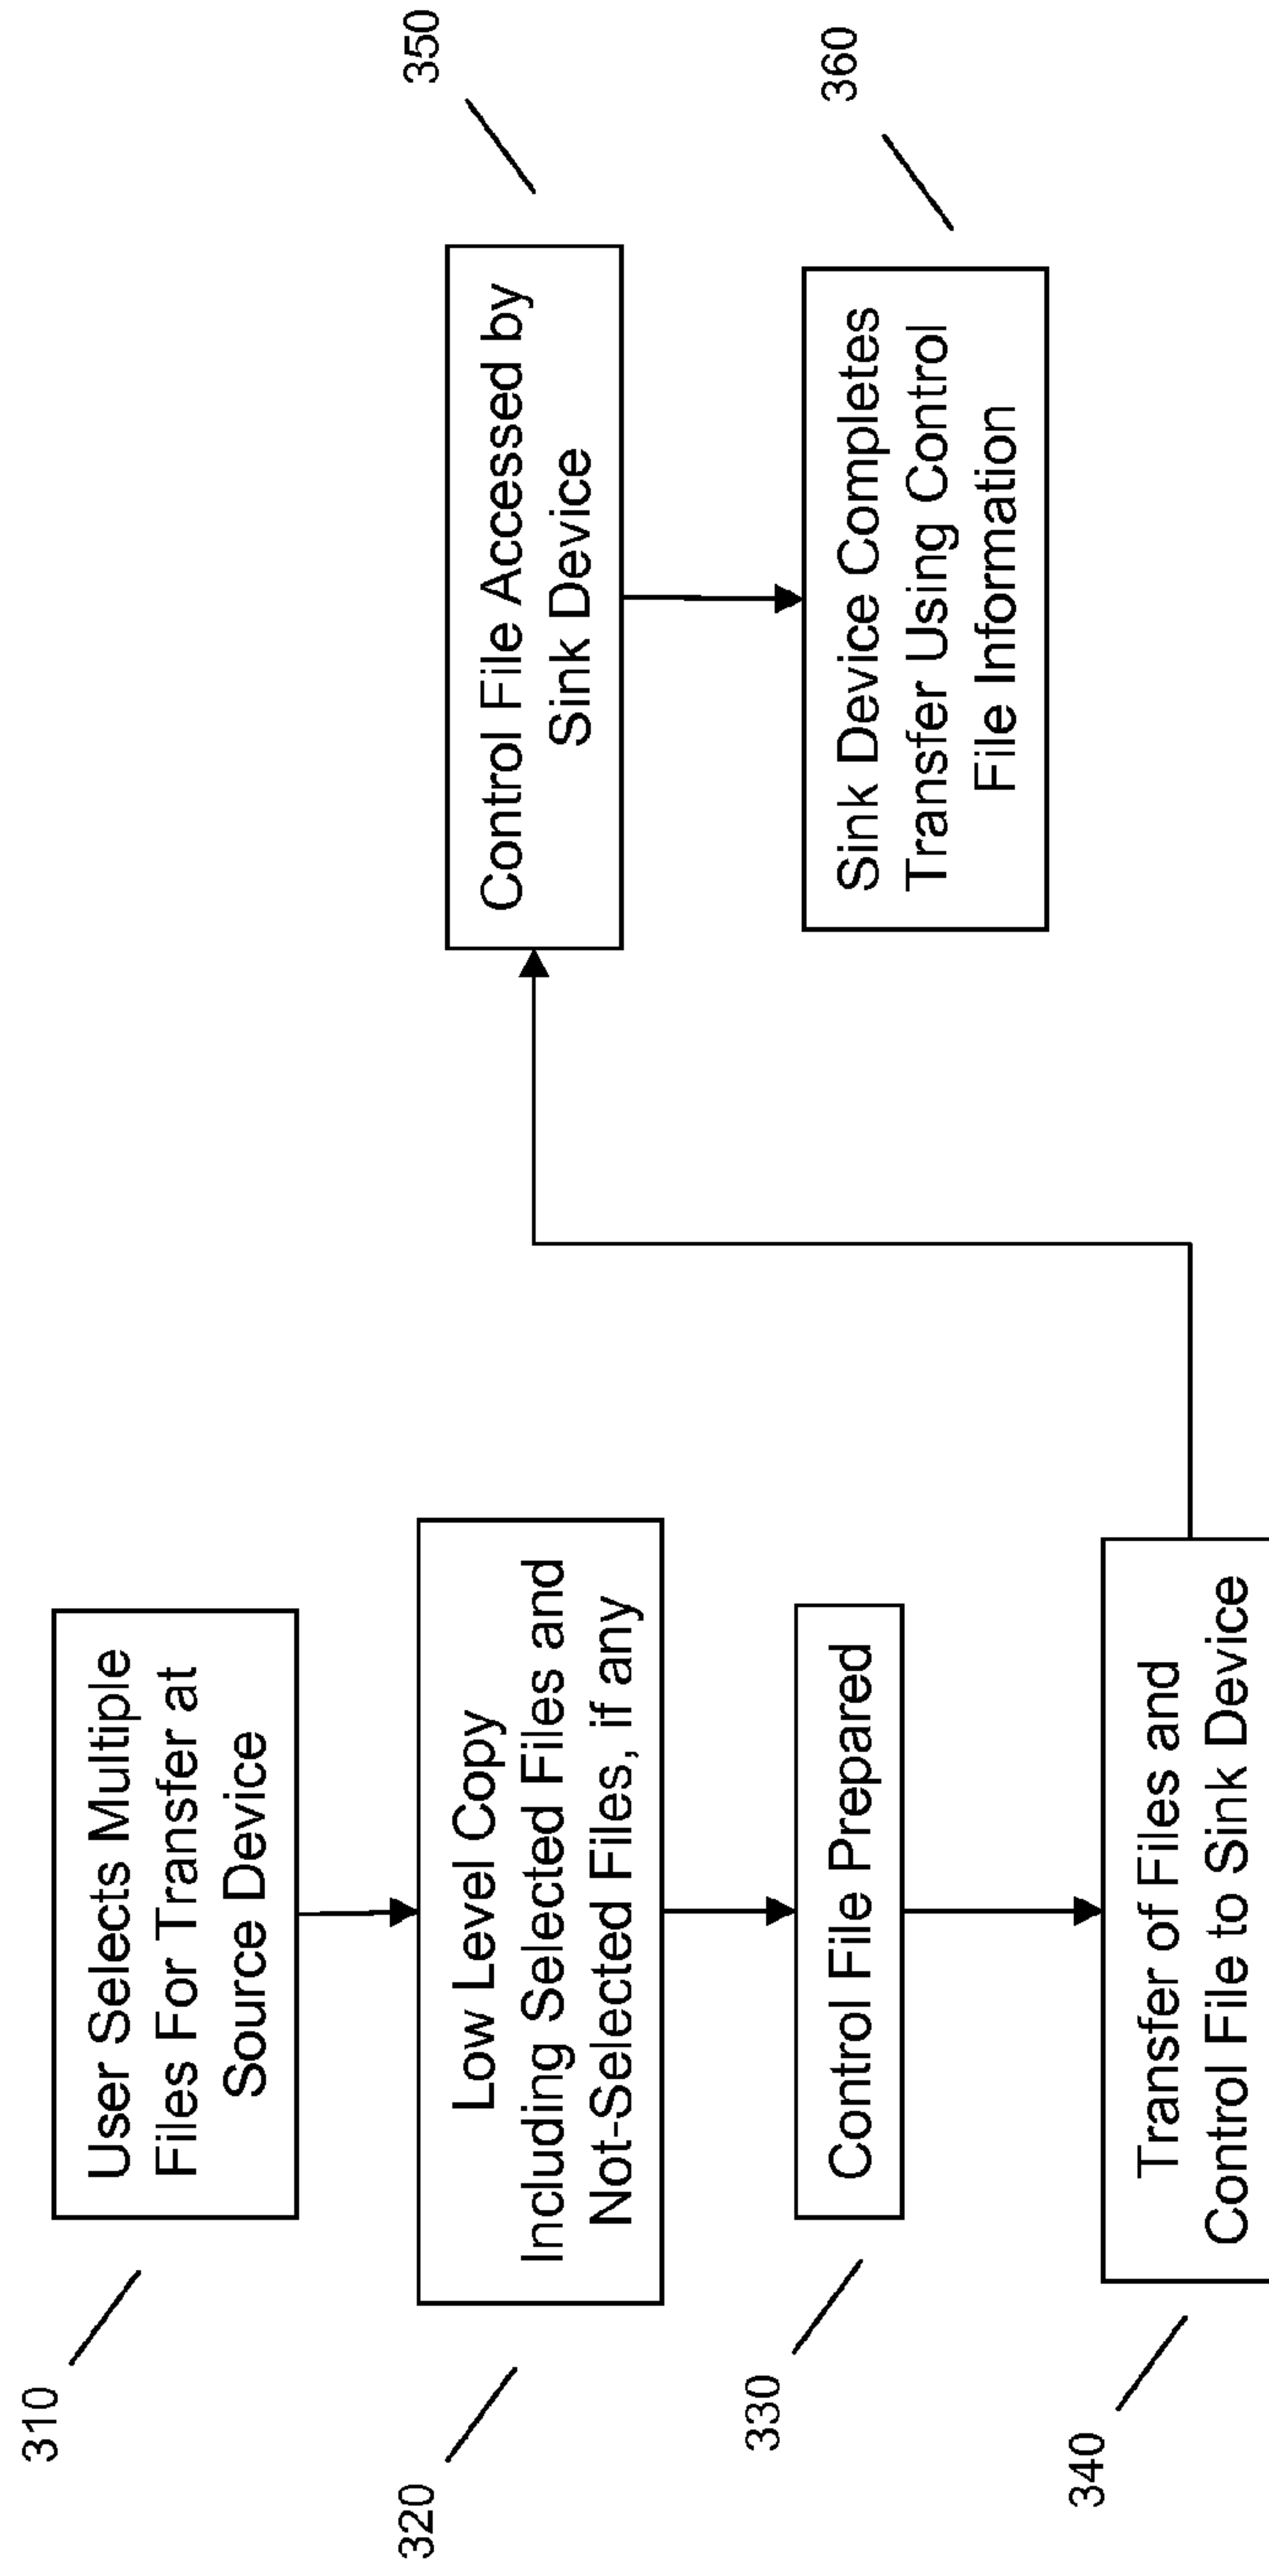 310
User Selects Multiple
Files For Transfer at
Source Device
320
Low Level Copy
Including Selected Files and
Not-Selected Files, if any
330
Control File Prepared
340
Transfer of Files and
Control File to Sink Device
350
Control File Accessed by
Sink Device
360
Sink Device Completes
Transfer Using Control
File Information